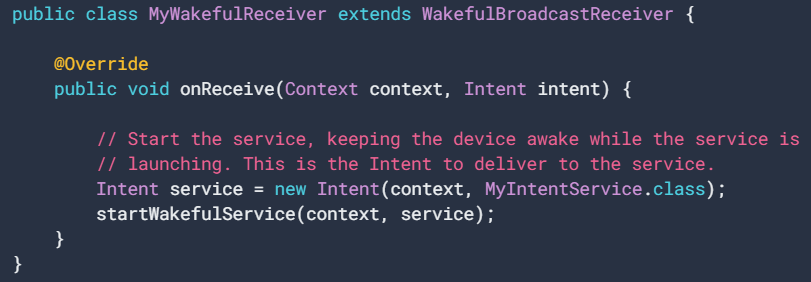 public class MyWakefulReceiver extends WakefulBroadcastReceiver {
@Override
public void onReceive(Context context, Intent intent) {
// Start the service, keeping the device awake while the service is
// launching. This is the Intent to deliver to the service.
Intent service = new Intent(context, MyIntentService.class);
startWakefulService(context, service);
}
}